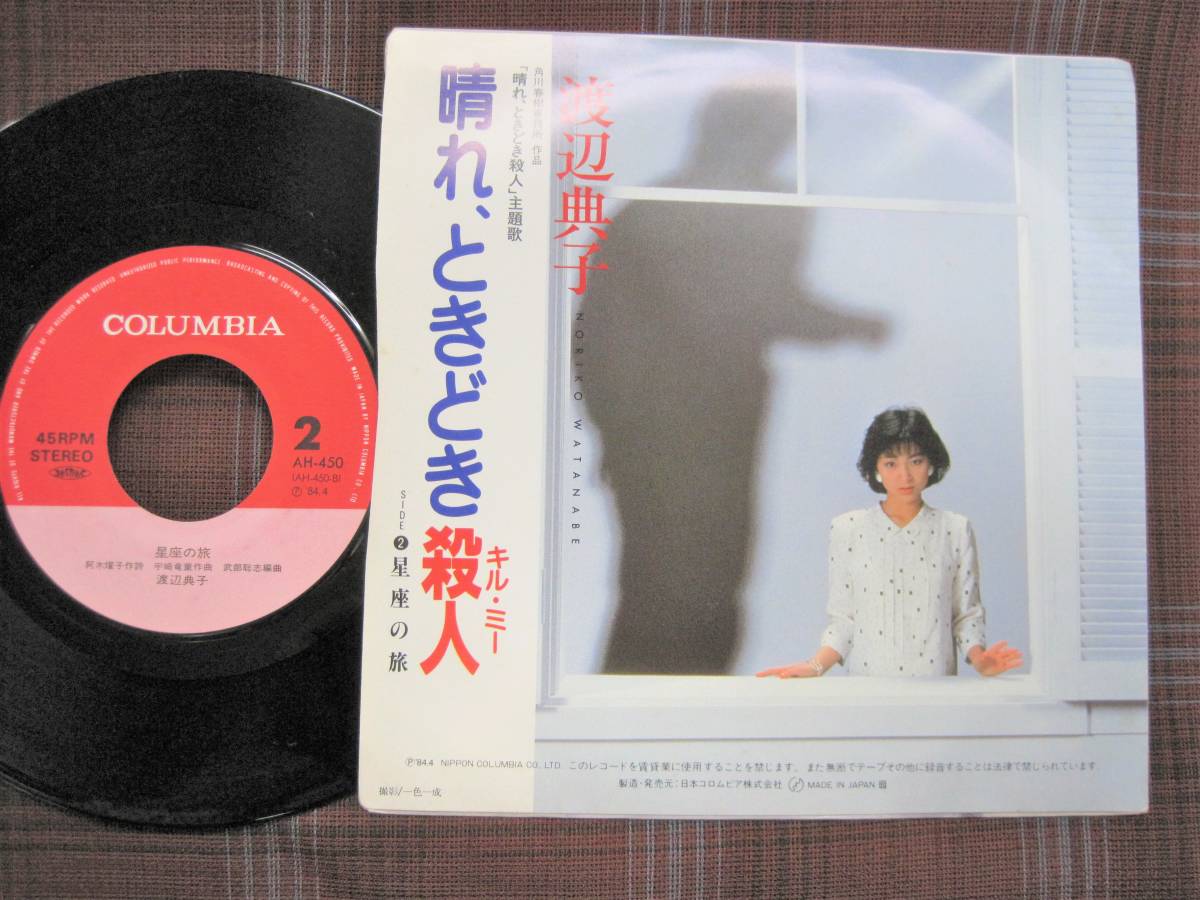 COLUMBIA
45RPM
STEREO
2
AH-450
(AH-450-B)
Ⓟ '84.4
星座の旅
阿木燿子作詩 宇崎竜童作曲 武部聡志編曲
渡辺典子
角川春樹事務所 作品
「晴れ、ときどき殺人」主題歌
晴れ、ときどき殺人
キル・ミー
SIDE ❷ 星座の旅
渡辺典子
NORIKO WATANABE
Ⓟ'84.4 NIPPON COLUMBIA CO. LTD. このレコードを賃貸業に使用することを禁じます。また無断でテープその他に録音することは法律で禁じられています。
製造・発売元:日本コロムビア株式会社 MADE IN JAPAN
撮影/一色一成